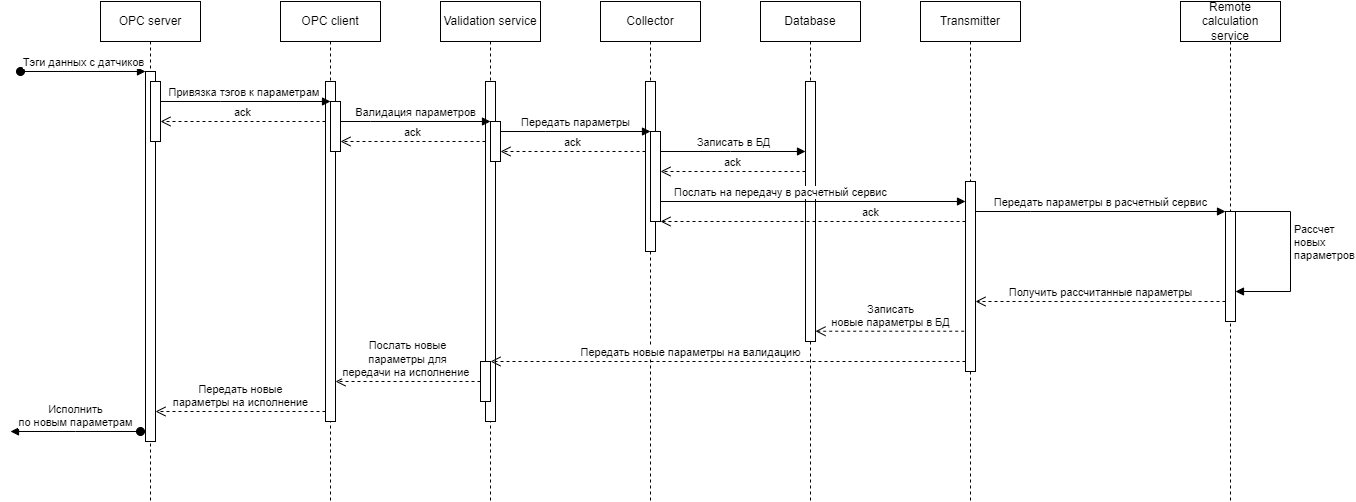 OPC server
OPC client
Validation service
Collector
Database
Transmitter
Remote
calculation
service
Тэги данных с датчиков
Привязка тэгов к параметрам
ack
Валидация параметров
ack
Передать параметры
ack
Записать в БД
ack
Послать на передачу в расчетный сервис
ack
Передать параметры в расчетный сервис
Рассчет
новых
параметров
Получить рассчитанные параметры
Записать
новые параметры в БД
Передать новые параметры на валидацию
Послать новые
параметры для
передачи на исполнение
Передать новые
параметры на исполнение
Исполнить
по новым параметрам